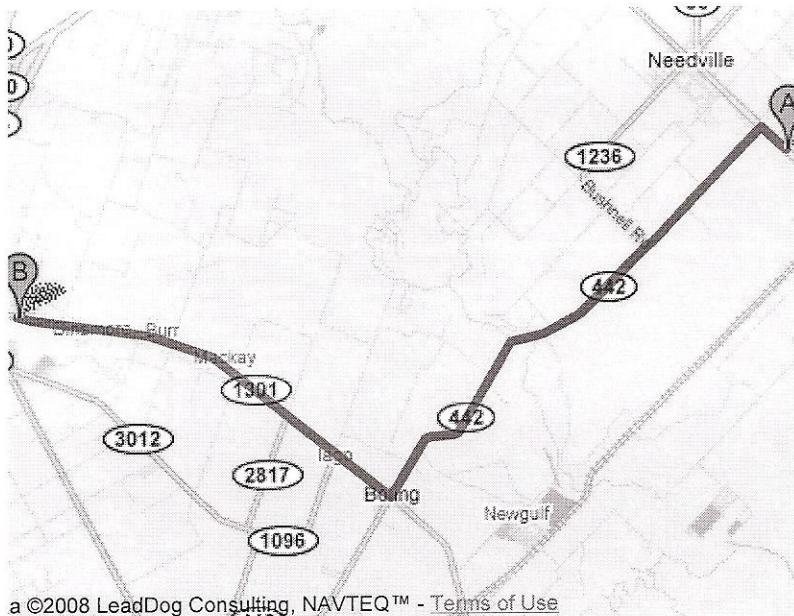 Needville
A
1236
Bushnell R
442
B
Burr
Mackay
1301
442
3012
Iago
2817
Boling
Newgulf
1096
a ©2008 LeadDog Consulting, NAVTEQ™ - Terms of Use